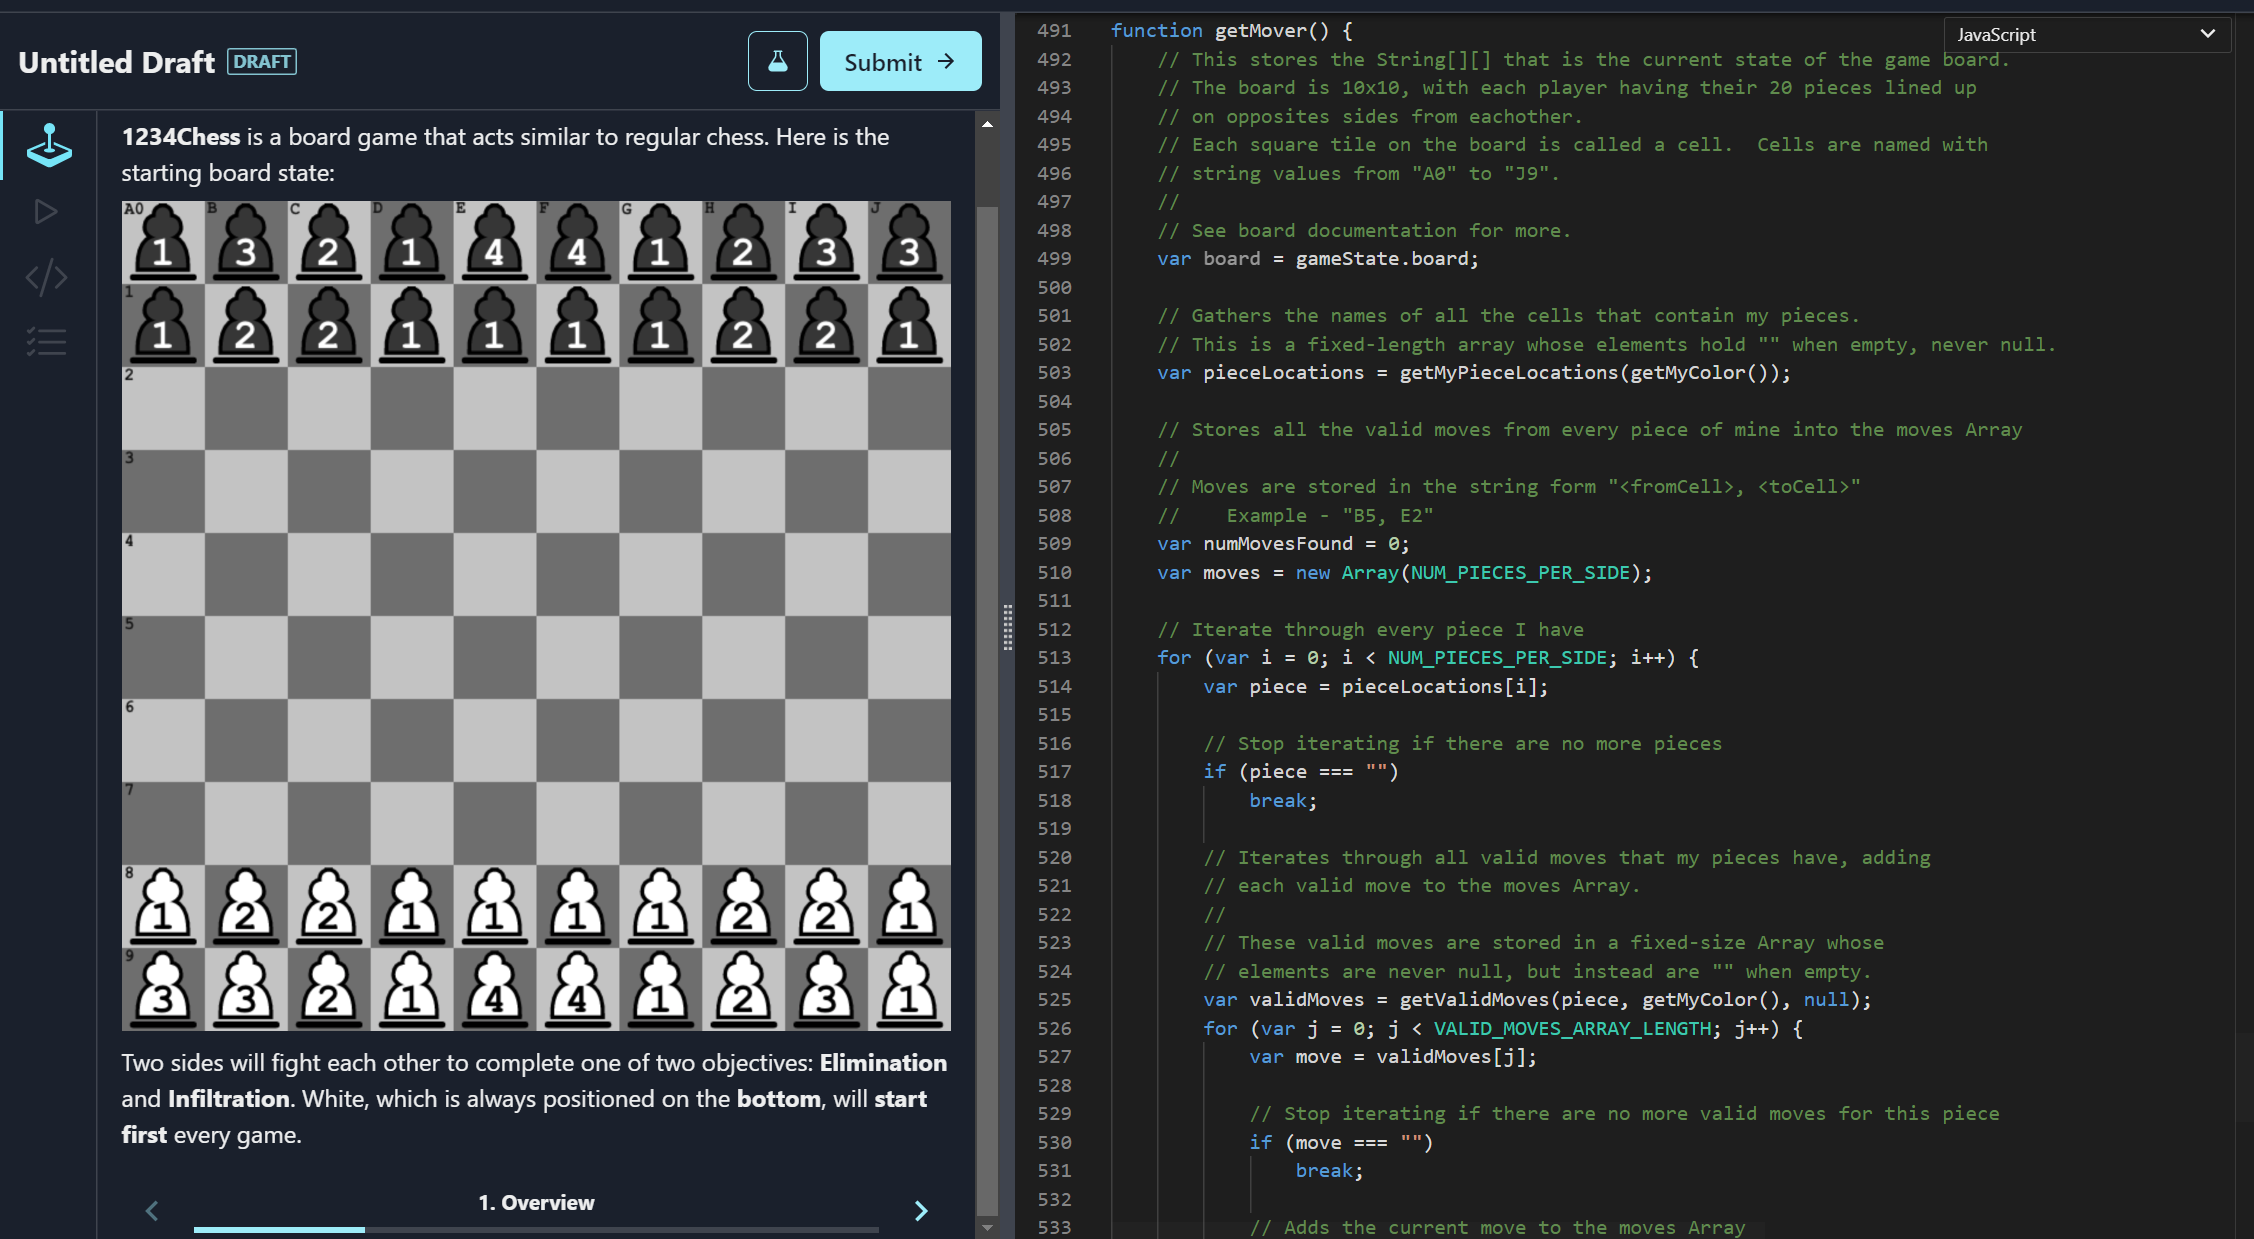 Untitled Draft DRAFT
Submit →
1234Chess is a board game that acts similar to regular chess. Here is the
starting board state:
A0 B C D E F G H I J
1 3 2 1 4 4 1 2 3 3
1
1 2 2 1 1 1 1 2 2 1
2
3
4
5
6
7
8
1 2 2 1 1 1 1 2 2 1
9
3 3 2 1 4 4 1 2 3 1
Two sides will fight each other to complete one of two objectives: Elimination
and Infiltration. White, which is always positioned on the bottom, will start
first every game.
1. Overview
JavaScript
491 function getMover() {
492 // This stores the String[][] that is the current state of the game board.
493 // The board is 10x10, with each player having their 20 pieces lined up
494 // on opposites sides from eachother.
495 // Each square tile on the board is called a cell.  Cells are named with
496 // string values from "A0" to "J9".
497 //
498 // See board documentation for more.
499 var board = gameState.board;
500
501 // Gathers the names of all the cells that contain my pieces.
502 // This is a fixed-length array whose elements hold "" when empty, never null.
503 var pieceLocations = getMyPieceLocations(getMyColor());
504
505 // Stores all the valid moves from every piece of mine into the moves Array
506 //
507 // Moves are stored in the string form "<fromCell>, <toCell>"
508 //    Example - "B5, E2"
509 var numMovesFound = 0;
510 var moves = new Array(NUM_PIECES_PER_SIDE);
511
512 // Iterate through every piece I have
513 for (var i = 0; i < NUM_PIECES_PER_SIDE; i++) {
514 var piece = pieceLocations[i];
515
516 // Stop iterating if there are no more pieces
517 if (piece === "")
518 break;
519
520 // Iterates through all valid moves that my pieces have, adding
521 // each valid move to the moves Array.
522 //
523 // These valid moves are stored in a fixed-size Array whose
524 // elements are never null, but instead are "" when empty.
525 var validMoves = getValidMoves(piece, getMyColor(), null);
526 for (var j = 0; j < VALID_MOVES_ARRAY_LENGTH; j++) {
527 var move = validMoves[j];
528
529 // Stop iterating if there are no more valid moves for this piece
530 if (move === "")
531 break;
532
533 // Adds the current move to the moves Array